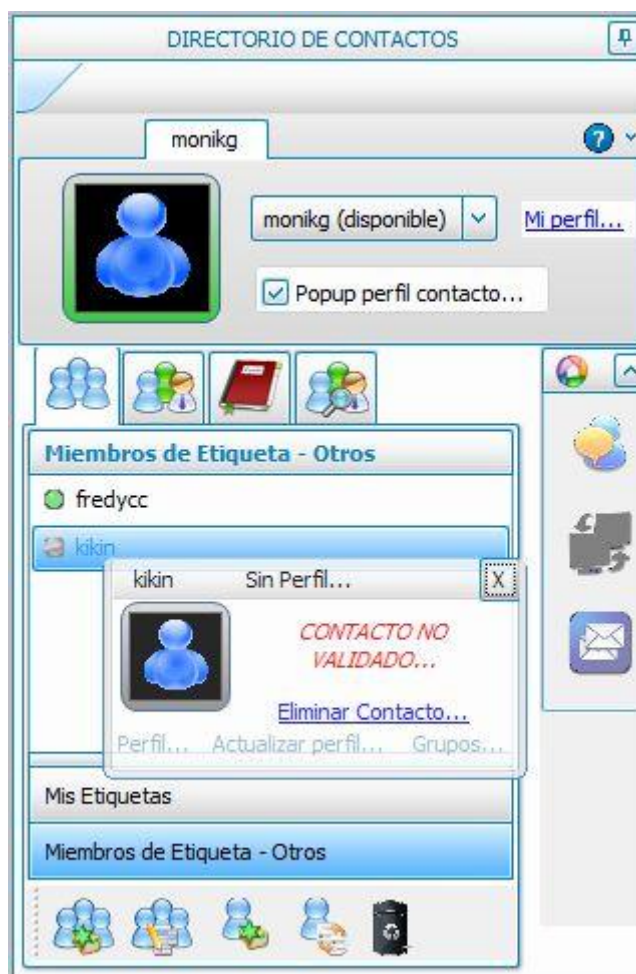 DIRECTORIO DE CONTACTOS
monikg
monikg (disponible)
Mi perfil...
Popup perfil contacto...
Miembros de Etiqueta - Otros
fredycc
kikin
kikin Sin Perfil... X
CONTACTO NO
VALIDADO...
Eliminar Contacto...
Perfil... Actualizar perfil... Grupos...
Mis Etiquetas
Miembros de Etiqueta - Otros